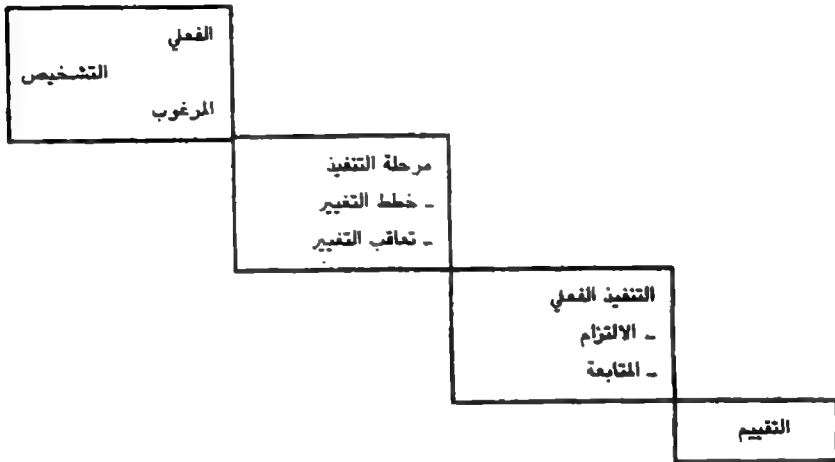 الفعلي
التشخيص
المرغوب
مرحلة التنفيذ
ـ خطط التغيير
ـ تعاقب التغيير
التنفيذ الفعلي
ـ الالتزام
ـ المتابعة
التقييم